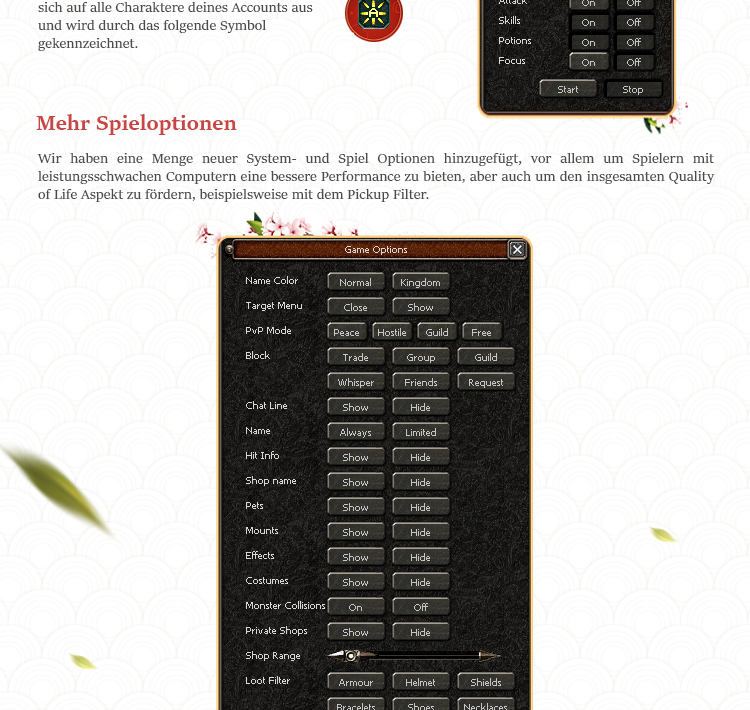 sich auf alle Charaktere deines Accounts aus
und wird durch das folgende Symbol
gekennzeichnet.
A
Attack On Off
Skills On Off
Potions On Off
Focus On Off
Start Stop
Mehr Spieloptionen
Wir haben eine Menge neuer System- und Spiel Optionen hinzugefügt, vor allem um Spielern mit
leistungsschwachen Computern eine bessere Performance zu bieten, aber auch um den insgesamten Quality
of Life Aspekt zu fördern, beispielsweise mit dem Pickup Filter.
Game Options
Name Color Normal Kingdom
Target Menu Close Show
PvP Mode Peace Hostile Guild Free
Block Trade Group Guild
Whisper Friends Request
Chat Line Show Hide
Name Always Limited
Hit Info Show Hide
Shop name Show Hide
Pets Show Hide
Mounts Show Hide
Effects Show Hide
Costumes Show Hide
Monster Collisions On Off
Private Shops Show Hide
Shop Range
Loot Filter Armour Helmet Shields
Bracelets Shoes Necklaces